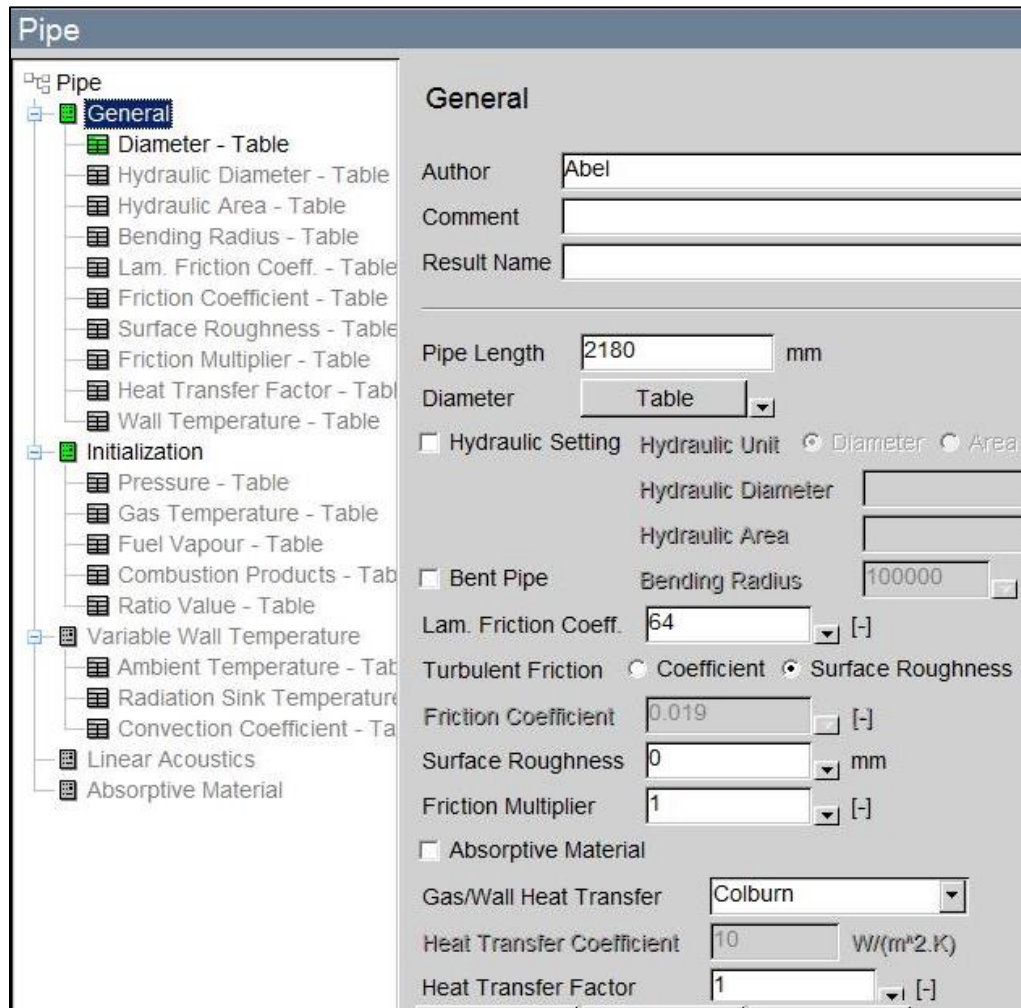 Pipe
Pipe
General
Diameter - Table
Hydraulic Diameter - Table
Hydraulic Area - Table
Bending Radius - Table
Lam. Friction Coeff. - Table
Friction Coefficient - Table
Surface Roughness - Table
Friction Multiplier - Table
Heat Transfer Factor - Tabl
Wall Temperature - Table
Initialization
Pressure - Table
Gas Temperature - Table
Fuel Vapour - Table
Combustion Products - Tab
Ratio Value - Table
Variable Wall Temperature
Ambient Temperature - Tab
Radiation Sink Temperature
Convection Coefficient - Ta
Linear Acoustics
Absorptive Material
General
Author Abel
Comment
Result Name
Pipe Length 2180 mm
Diameter Table
Hydraulic Setting Hydraulic Unit Diameter Area
Hydraulic Diameter
Hydraulic Area
Bent Pipe Bending Radius 100000
Lam. Friction Coeff. 64 [-]
Turbulent Friction Coefficient Surface Roughness
Friction Coefficient 0.019 [-]
Surface Roughness 0 mm
Friction Multiplier 1 [-]
Absorptive Material
Gas/Wall Heat Transfer Colburn
Heat Transfer Coefficient 10 W/(m^2.K)
Heat Transfer Factor 1 [-]